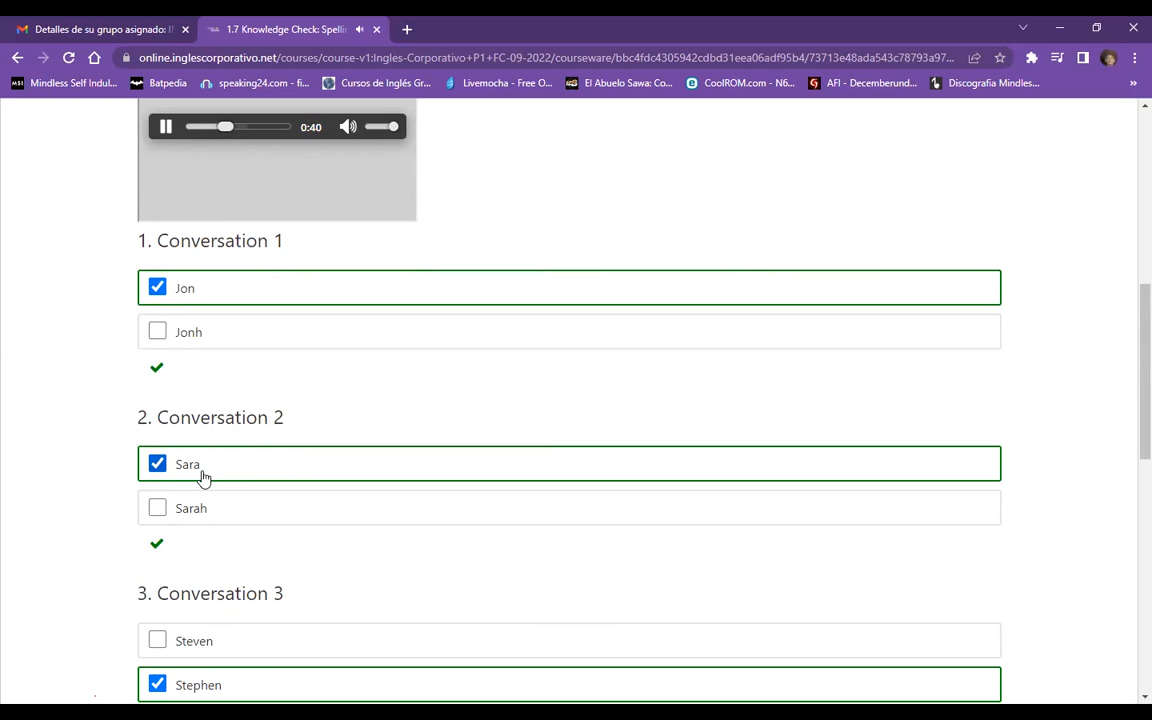 Detalles de su grupo asignado: I
1.7 Knowledge Check: Spelli
online.inglescorporativo.net/courses/course-v1:Ingles-Corporativo+P1+FC-09-2022/courseware/bbc4fdc4305942cdbd31eea06adf95b4/73713e48ada543c78793a97...
Mindless Self Indul...
Batpedia
speaking24.com - fi...
Cursos de Inglés Gr...
Livemocha - Free O...
El Abuelo Sawa: Co...
CoolROM.com - N6...
AFI - Decemberund...
Discografia Mindles...
0:40
1. Conversation 1
Jon
Jonh
2. Conversation 2
Sara
Sarah
3. Conversation 3
Steven
Stephen